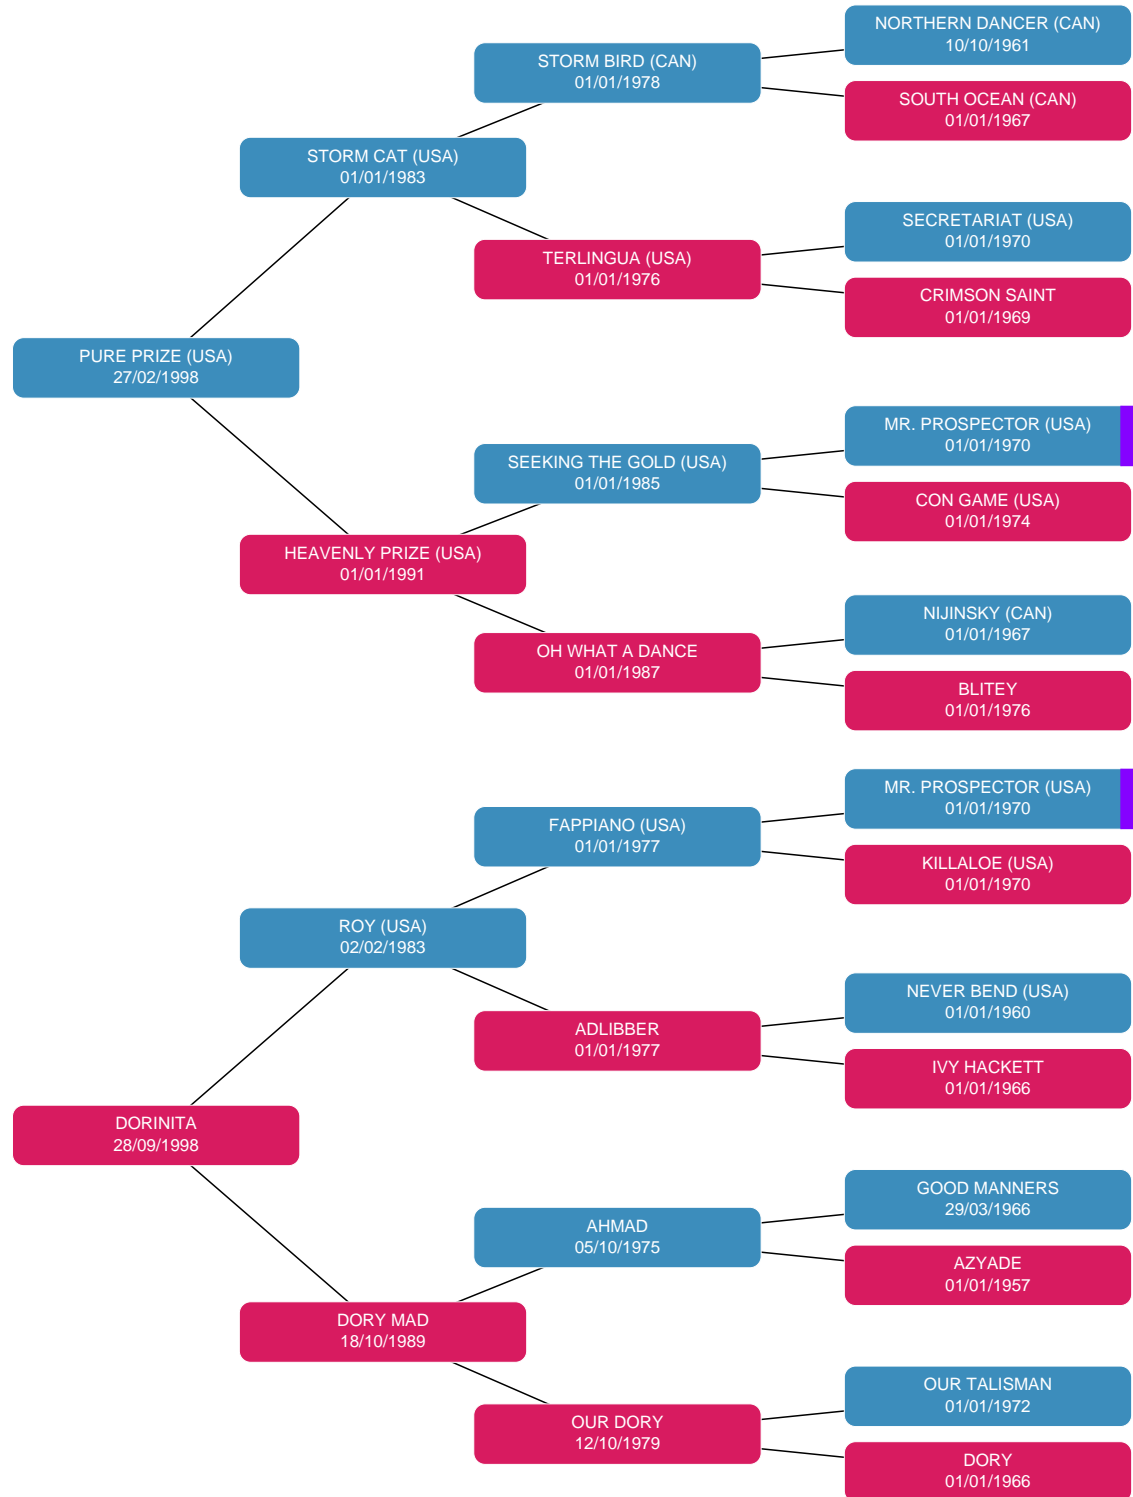 NORTHERN DANCER (CAN)
10/10/1961
STORM BIRD (CAN)
01/01/1978
SOUTH OCEAN (CAN)
01/01/1967
STORM CAT (USA)
01/01/1983
SECRETARIAT (USA)
01/01/1970
TERLINGUA (USA)
01/01/1976
CRIMSON SAINT
01/01/1969
PURE PRIZE (USA)
27/02/1998
MR. PROSPECTOR (USA)
01/01/1970
SEEKING THE GOLD (USA)
01/01/1985
CON GAME (USA)
01/01/1974
HEAVENLY PRIZE (USA)
01/01/1991
NIJINSKY (CAN)
01/01/1967
OH WHAT A DANCE
01/01/1987
BLITEY
01/01/1976
MR. PROSPECTOR (USA)
01/01/1970
FAPPIANO (USA)
01/01/1977
KILLALOE (USA)
01/01/1970
ROY (USA)
02/02/1983
NEVER BEND (USA)
01/01/1960
ADLIBBER
01/01/1977
IVY HACKETT
01/01/1966
DORINITA
28/09/1998
GOOD MANNERS
29/03/1966
AHMAD
05/10/1975
AZYADE
01/01/1957
DORY MAD
18/10/1989
OUR TALISMAN
01/01/1972
OUR DORY
12/10/1979
DORY
01/01/1966